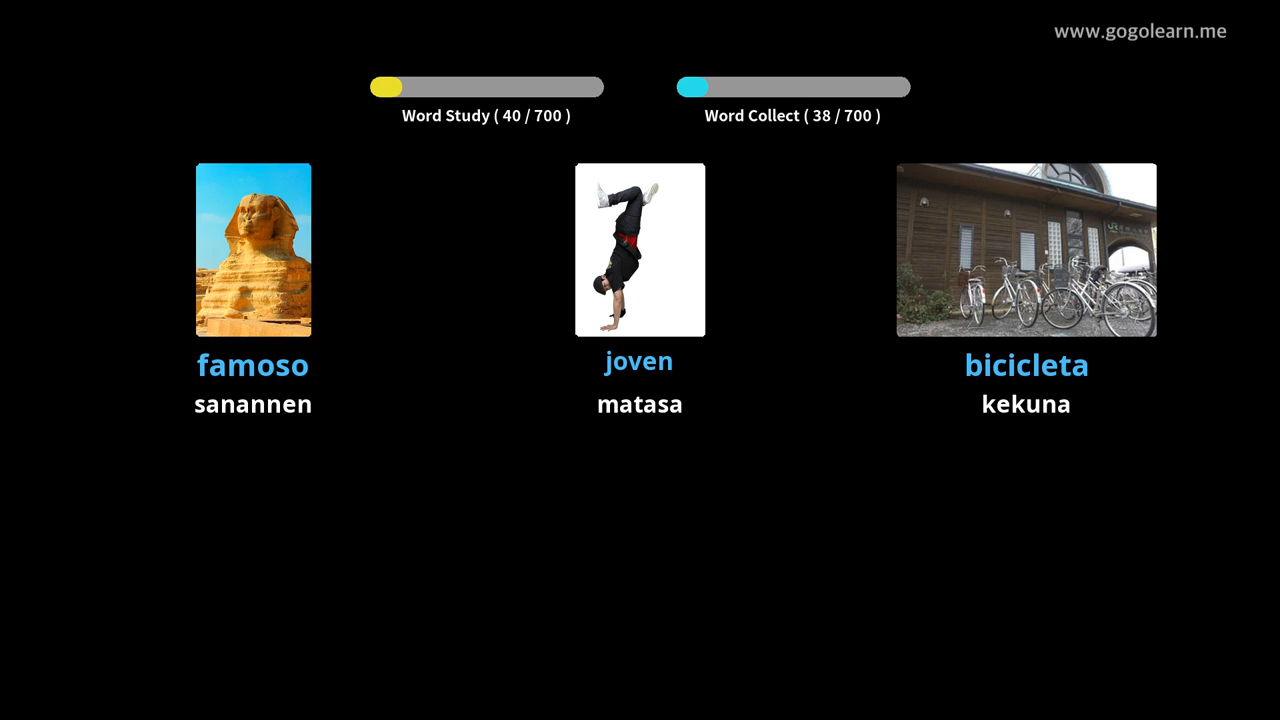 www.gogolearn.me
Word Study ( 40 / 700 )
Word Collect ( 38 / 700 )
famoso
joven
bicicleta
sanannen
matasa
kekuna